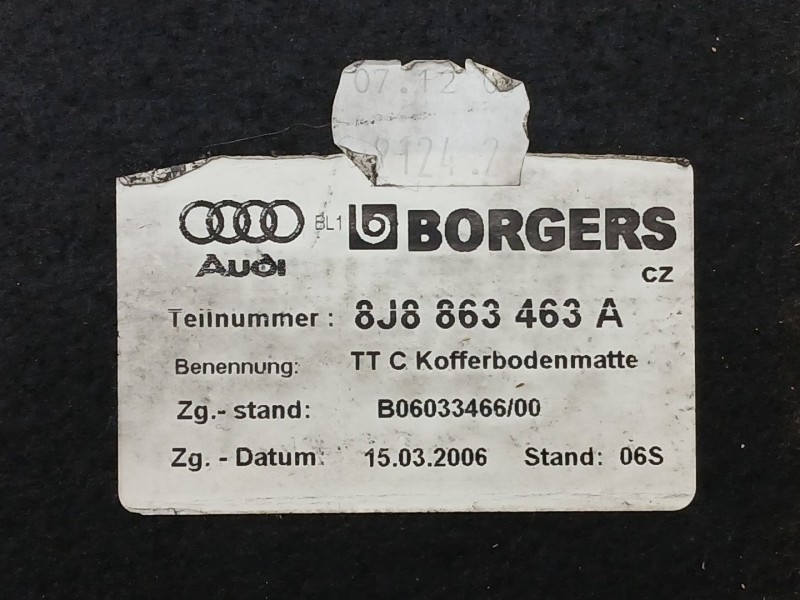 07.12
8124.2
BL1 BORGERS
Audi
CZ
Teilnummer: 8J8 863 463 A
Benennung: TT C Kofferbodenmatte
Zg.- stand: B06033466/00
Zg. - Datum: 15.03.2006 Stand: 06S